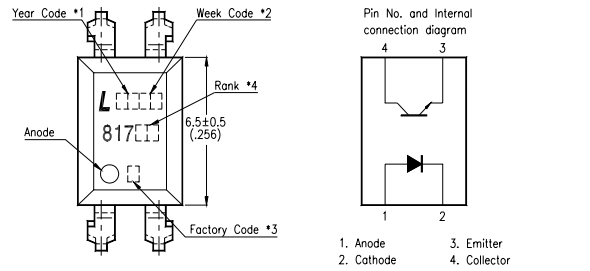 Year Code *1
Week Code *2
Rank *4
L
817
Anode
6.5±0.5
(.256)
Factory Code *3
Pin No. and Internal
connection diagram
4 3
1 2
1. Anode 3. Emitter
2. Cathode 4. Collector